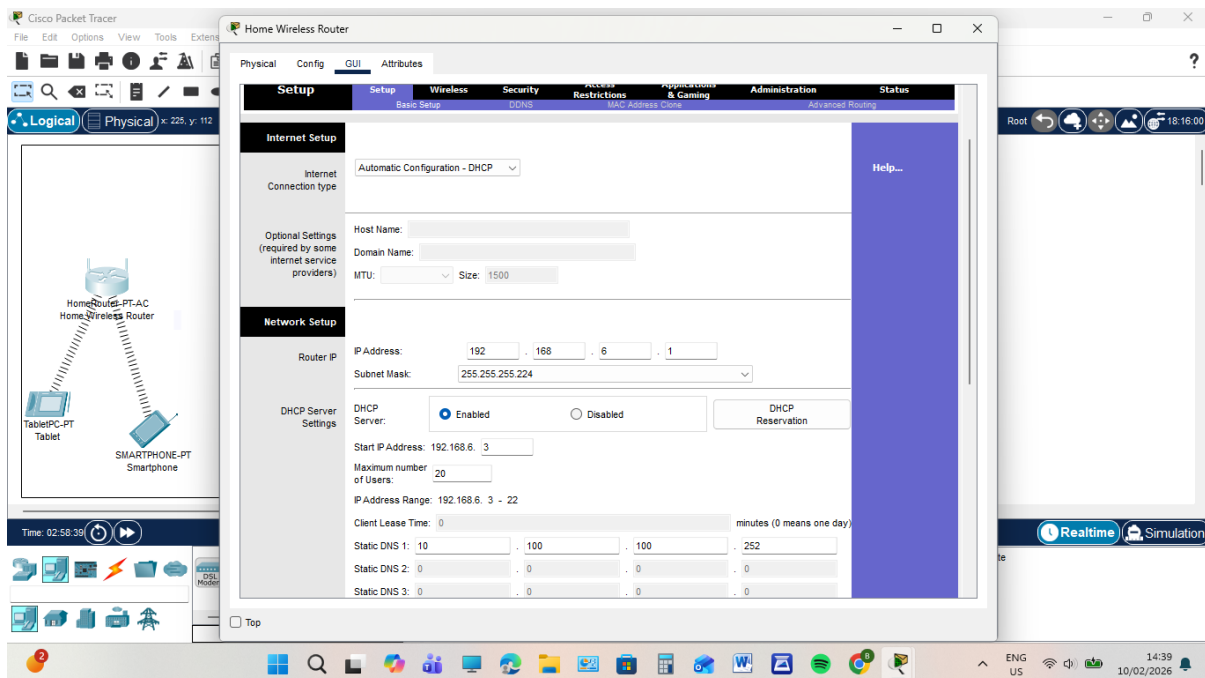 Cisco Packet Tracer
File Edit Options View Tools Extens
Logical Physical x: 225, y: 112
Root 18:16:00
HomeRouter-PT-AC
Home Wireless Router
TabletPC-PT
Tablet
SMARTPHONE-PT
Smartphone
Time: 02:58:39
Realtime Simulation
DSL
Modem
Home Wireless Router
Physical Config GUI Attributes
Setup
Setup Wireless Security Access Restrictions Applications & Gaming Administration Status
Basic Setup DDNS MAC Address Clone Advanced Routing
Internet Setup
Internet
Connection type
Automatic Configuration - DHCP
Help...
Optional Settings
(required by some
internet service
providers)
Host Name:
Domain Name:
MTU: Size: 1500
Network Setup
Router IP
IP Address: 192 . 168 . 6 . 1
Subnet Mask: 255.255.255.224
DHCP Server
Settings
DHCP
Server:
Enabled Disabled
DHCP
Reservation
Start IP Address: 192.168.6. 3
Maximum number
of Users:
20
IP Address Range: 192.168.6. 3 - 22
Client Lease Time: 0 minutes (0 means one day)
Static DNS 1: 10 . 100 . 100 . 252
Static DNS 2: 0 . 0 . 0 . 0
Static DNS 3: 0 . 0 . 0 . 0
Top
2
ENG
US
14:39
10/02/2026